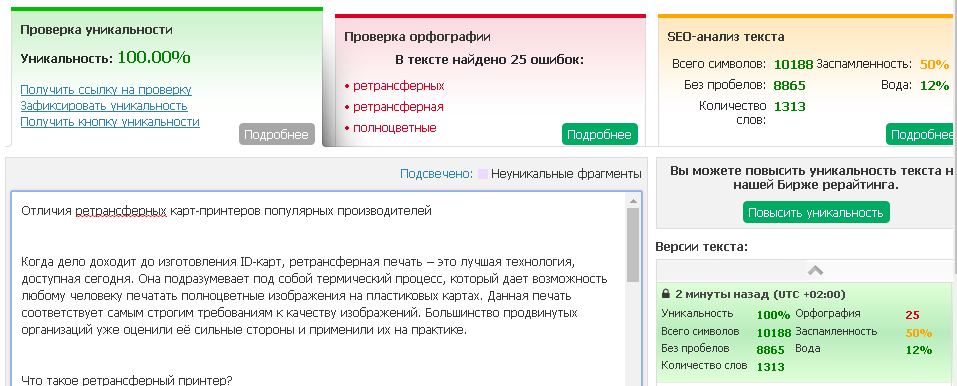 Проверка уникальности
Уникальность: 100.00%
Получить ссылку на проверку
Зафиксировать уникальность
Получить кнопку уникальности
Подробнее
Проверка орфографии
В тексте найдено 25 ошибок:
• ретрансферных
• ретрансферная
• полноцветные
Подробнее
SEO-анализ текста
Всего символов: 10188 Заспамленность: 50%
Без пробелов: 8865 Вода: 12%
Количество слов: 1313
Подробнее
Подсвечено: Неуникальные фрагменты
Отличия ретрансферных карт-принтеров популярных производителей
Когда дело доходит до изготовления ID-карт, ретрансферная печать – это лучшая технология,
доступная сегодня. Она подразумевает под собой термический процесс, который дает возможность
любому человеку печатать полноцветные изображения на пластиковых картах. Данная печать
соответствует самым строгим требованиям к качеству изображений. Большинство продвинутых
организаций уже оценили её сильные стороны и применили их на практике.
Что такое ретрансферный принтер?
Вы можете повысить уникальность текста н
нашей Бирже рерайтинга.
Повысить уникальность
Версии текста:
2 минуты назад (UTC +02:00)
Уникальность 100% Орфография 25
Всего символов 10188 Заспамленность 50%
Без пробелов 8865 Вода 12%
Количество слов 1313